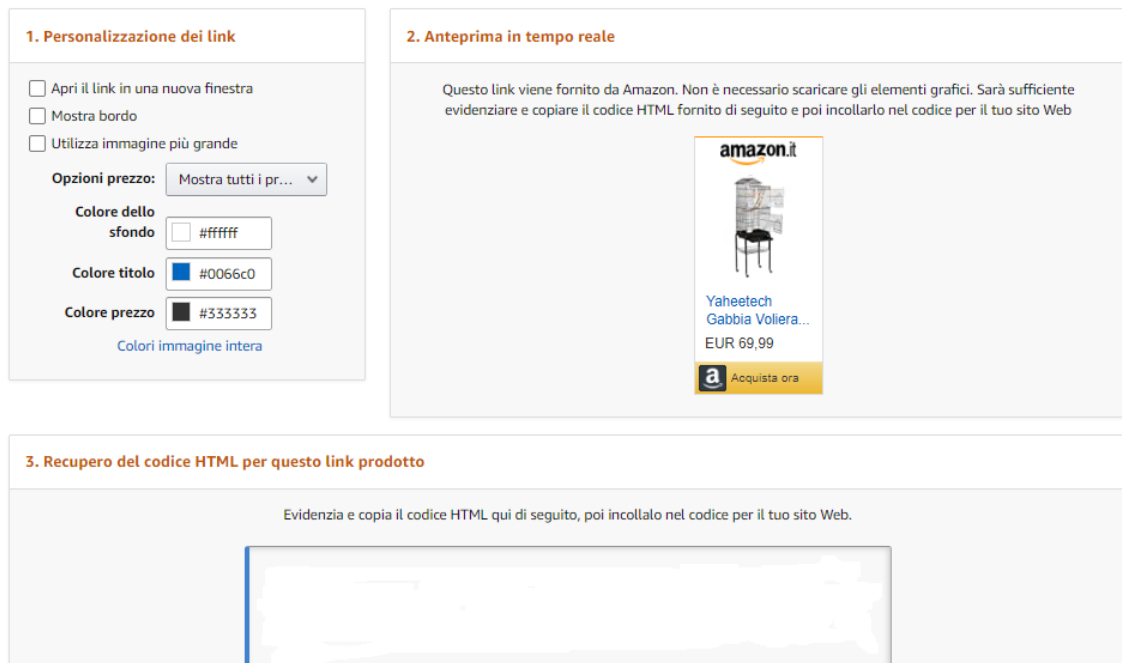 1. Personalizzazione dei link
Apri il link in una nuova finestra
Mostra bordo
Utilizza immagine più grande
Opzioni prezzo: Mostra tutti i pr...
Colore dello
sfondo #ffffff
Colore titolo #0066c0
Colore prezzo #333333
Colori immagine intera
2. Anteprima in tempo reale
Questo link viene fornito da Amazon. Non è necessario scaricare gli elementi grafici. Sarà sufficiente
evidenziare e copiare il codice HTML fornito di seguito e poi incollarlo nel codice per il tuo sito Web
amazon.it
Yaheetech
Gabbia Voliera...
EUR 69,99
a Acquista ora
3. Recupero del codice HTML per questo link prodotto
Evidenzia e copia il codice HTML qui di seguito, poi incollalo nel codice per il tuo sito Web.